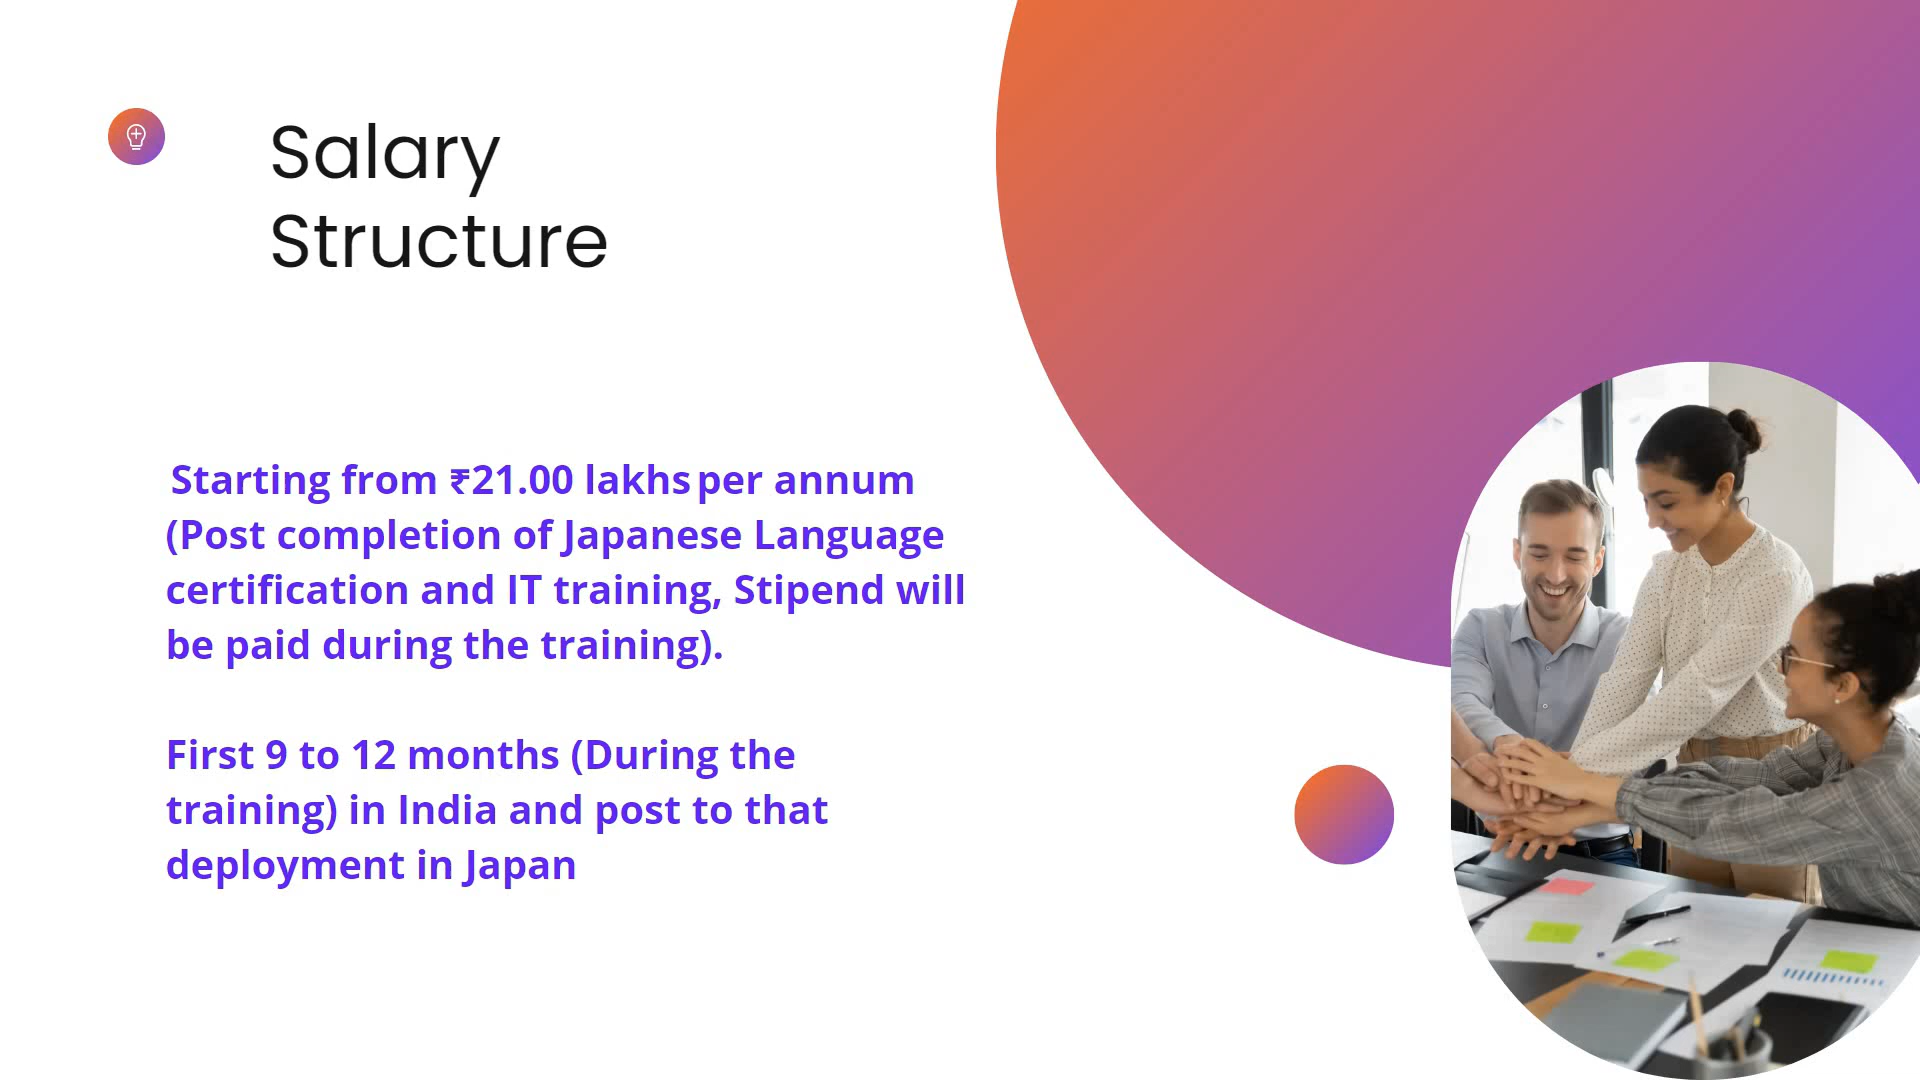 Salary
Structure
Starting from ₹21.00 lakhs per annum
(Post completion of Japanese Language
certification and IT training, Stipend will
be paid during the training).
First 9 to 12 months (During the
training) in India and post to that
deployment in Japan